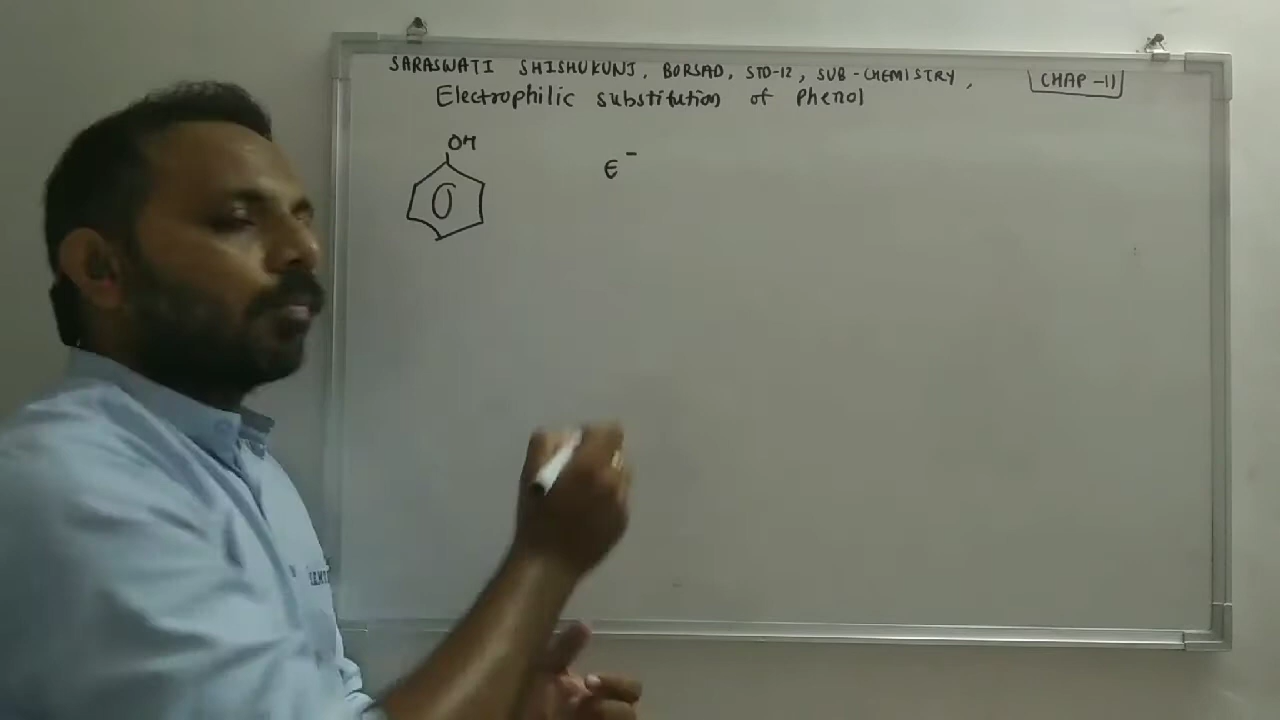 SARASWATI SHISHUKUNJ, BORSAD, STD-12, SUB-CHEMISTRY, CHAP-11
Electrophilic substitution of Phenol
OH
E⁻